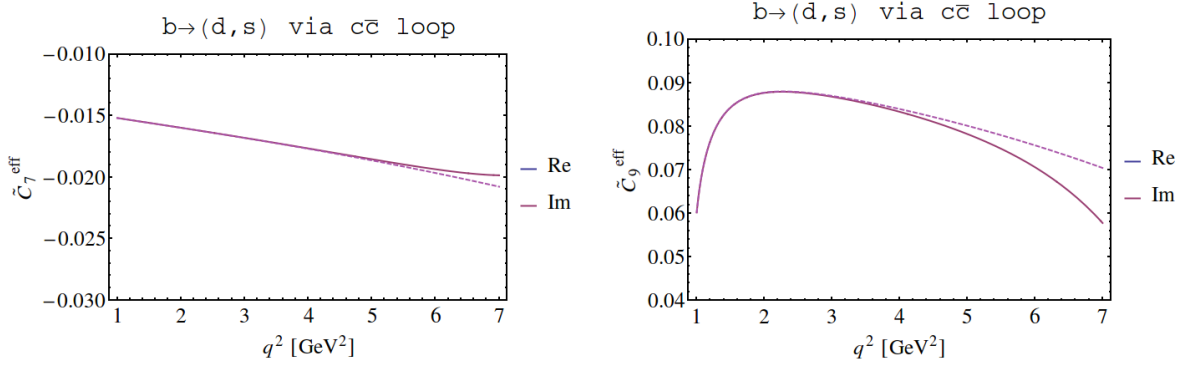 b→(d,s) via cc̄ loop
-0.010
-0.015
-0.020
-0.025
-0.030
C̃₇ᵉᶠᶠ
1 2 3 4 5 6 7
q² [GeV²]
Re
Im
b→(d,s) via cc̄ loop
0.10
0.09
0.08
0.07
0.06
0.05
0.04
C̃₉ᵉᶠᶠ
1 2 3 4 5 6 7
q² [GeV²]
Re
Im